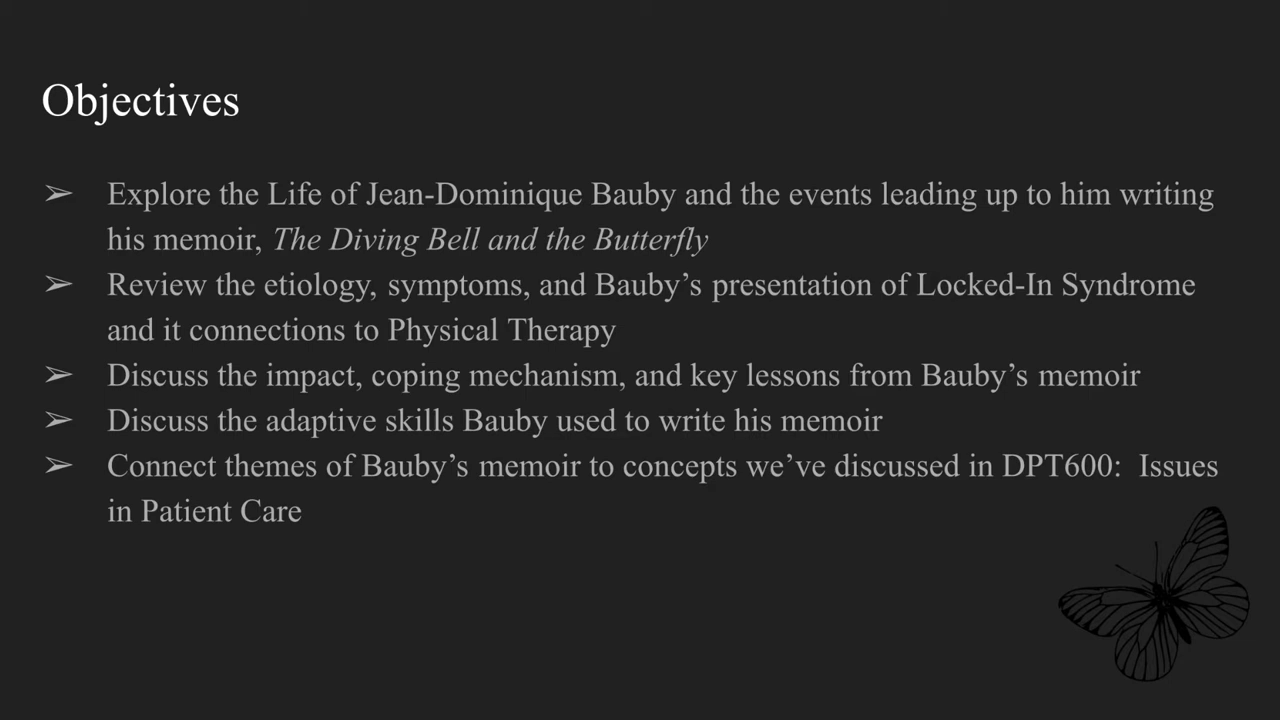 Objectives
➢ Explore the Life of Jean-Dominique Bauby and the events leading up to him writing
his memoir, The Diving Bell and the Butterfly
➢ Review the etiology, symptoms, and Bauby’s presentation of Locked-In Syndrome
and it connections to Physical Therapy
➢ Discuss the impact, coping mechanism, and key lessons from Bauby’s memoir
➢ Discuss the adaptive skills Bauby used to write his memoir
➢ Connect themes of Bauby’s memoir to concepts we’ve discussed in DPT600:  Issues
in Patient Care